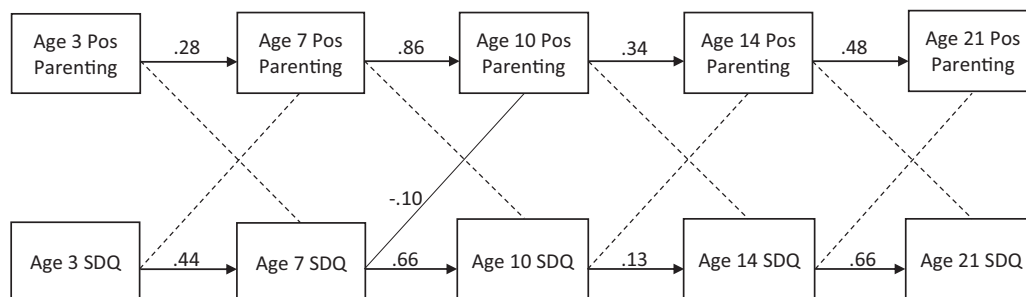 Age 3 Pos
Parenting
.28
Age 7 Pos
Parenting
.86
Age 10 Pos
Parenting
.34
Age 14 Pos
Parenting
.48
Age 21 Pos
Parenting
-.10
Age 3 SDQ
.44
Age 7 SDQ
.66
Age 10 SDQ
.13
Age 14 SDQ
.66
Age 21 SDQ